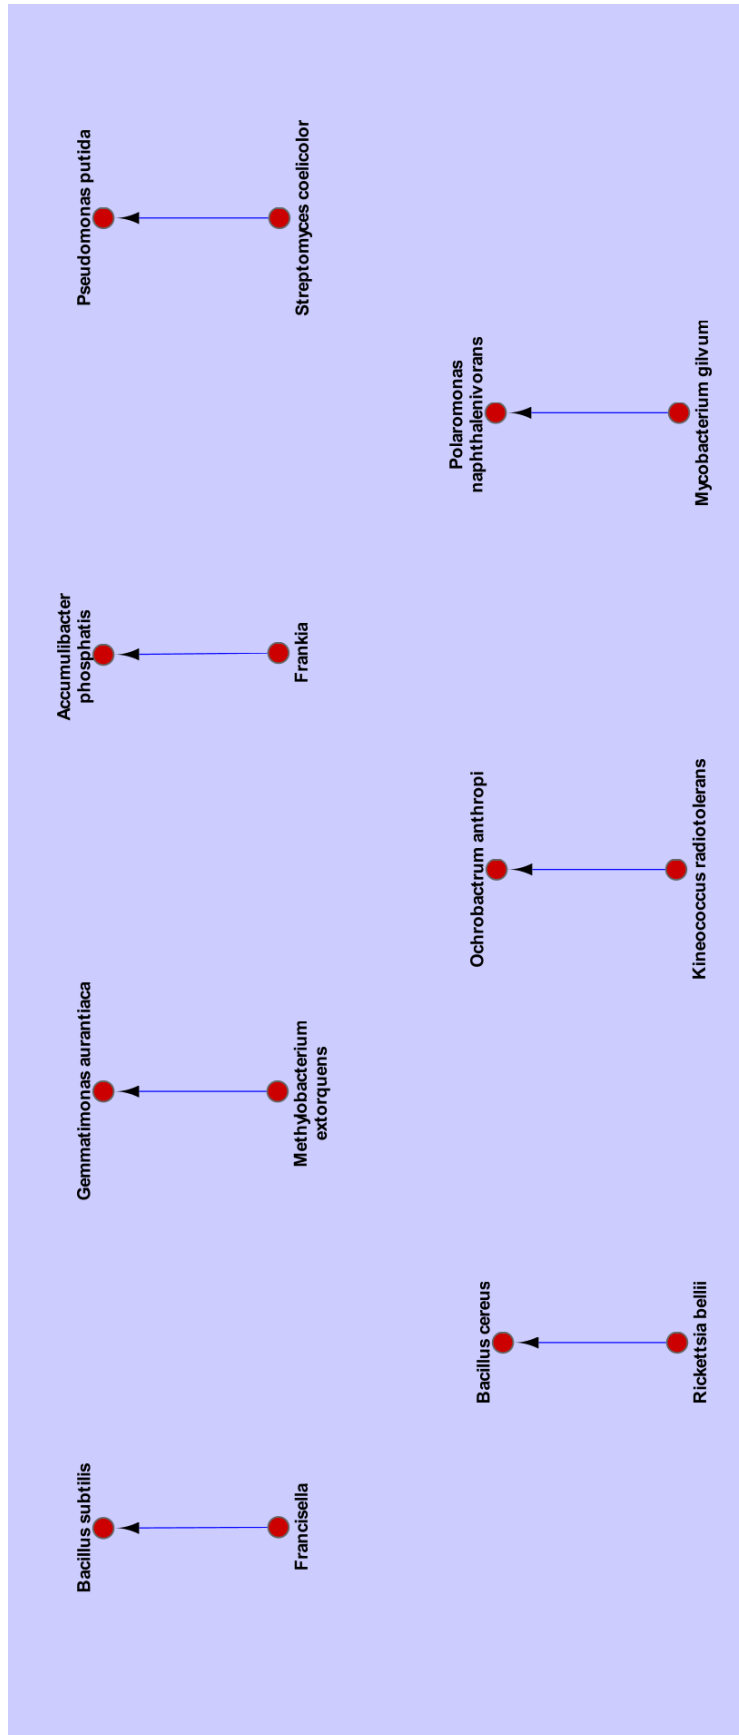 Pseudomonas putida
Streptomyces coelicolor
Polaromonas
naphthalenivorans
Mycobacterium gilvum
Accumulibacter
phosphatis
Frankia
Ochrobactrum anthropi
Kineococcus radiotolerans
Gemmatimonas aurantiaca
Methylobacterium
extorquens
Bacillus cereus
Rickettsia bellii
Bacillus subtilis
Francisella